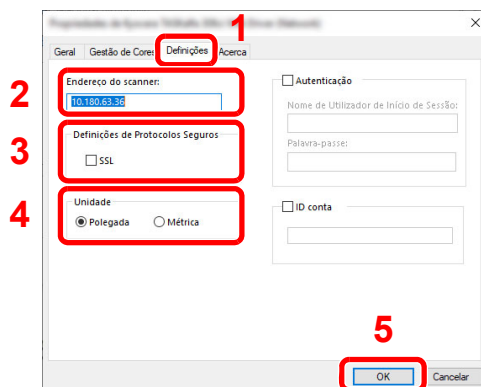 1
Geral Gestão de Cores Definições Acerca
2
Endereço do scanner:
10.180.63.36
3
Definições de Protocolos Seguros
SSL
4
Unidade
Polegada Métrica
Autenticação
Nome de Utilizador de Início de Sessão:
Palavra-passe:
ID conta
5
OK Cancelar